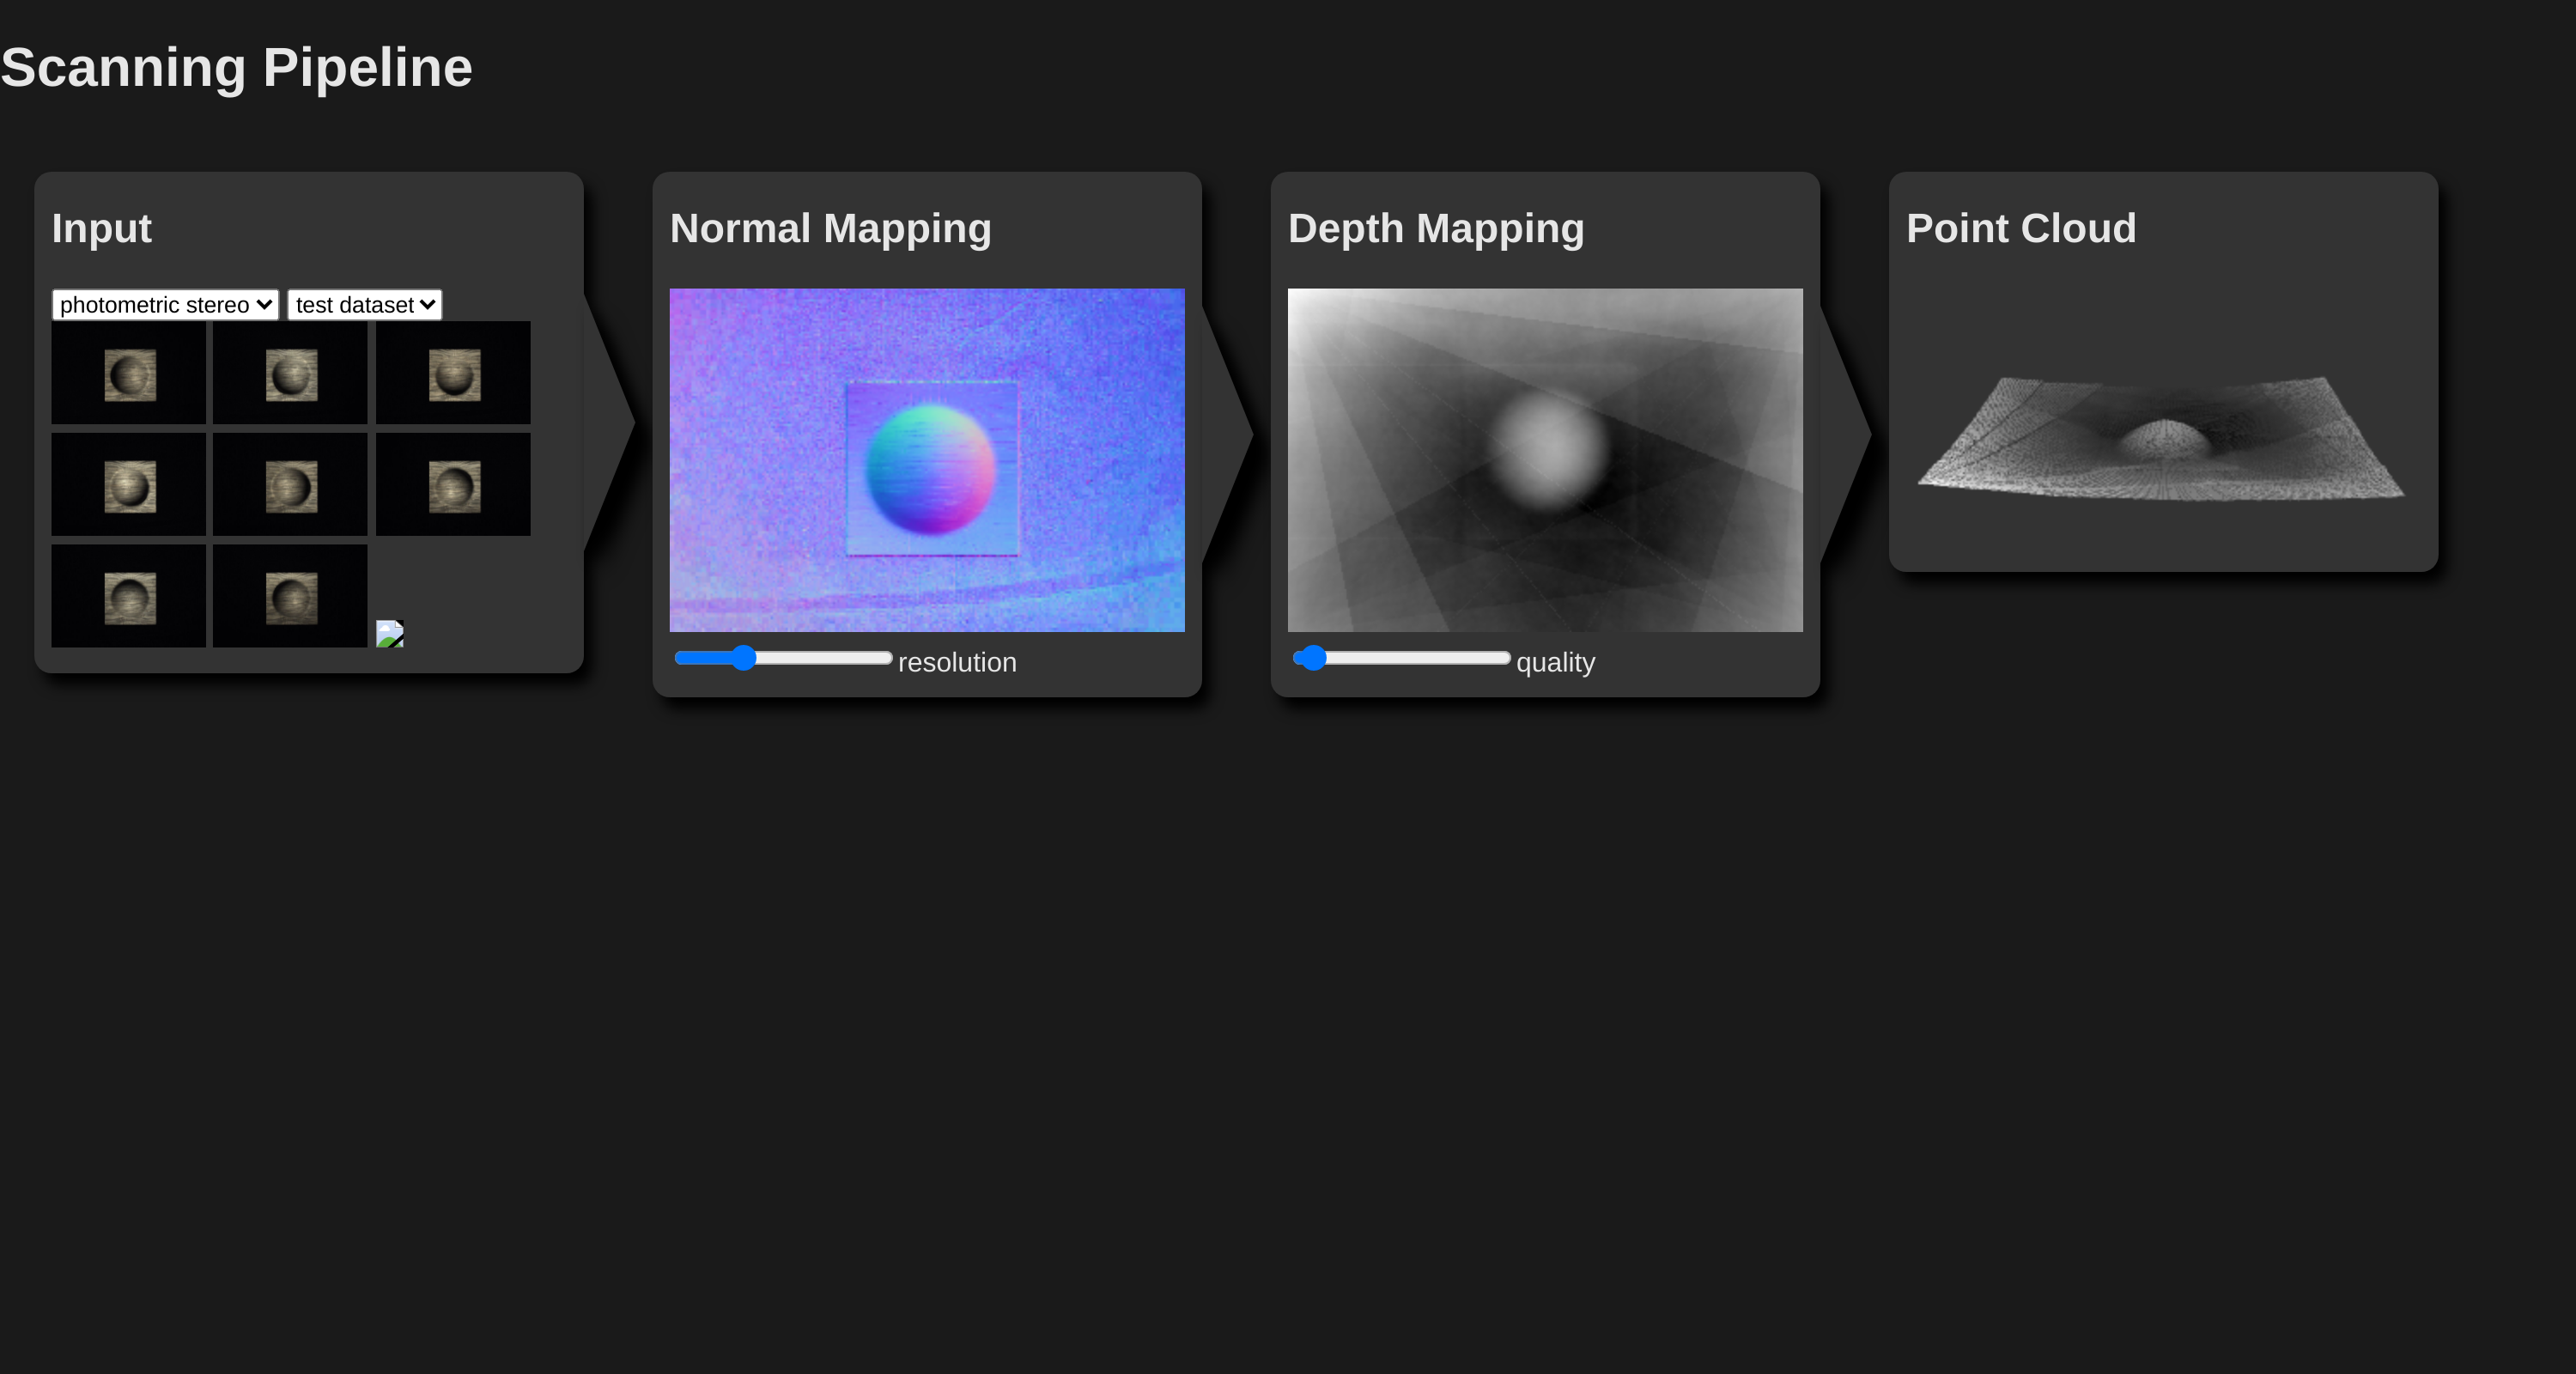 Scanning Pipeline
Input
photometric stereo test dataset
Normal Mapping
resolution
Depth Mapping
quality
Point Cloud